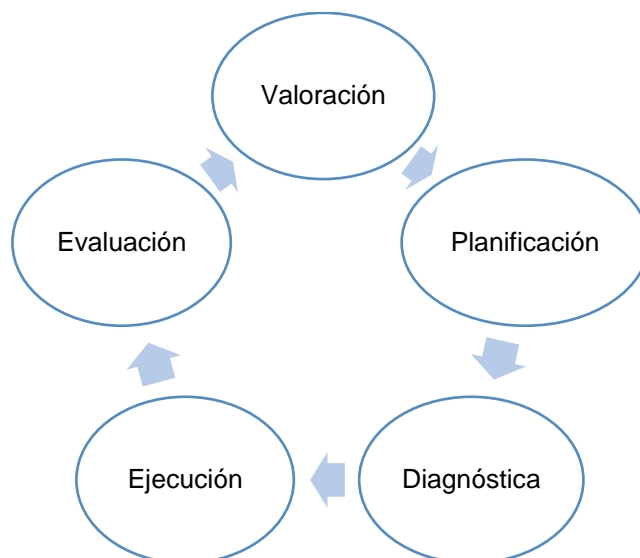 Valoración
Planificación
Diagnóstica
Ejecución
Evaluación